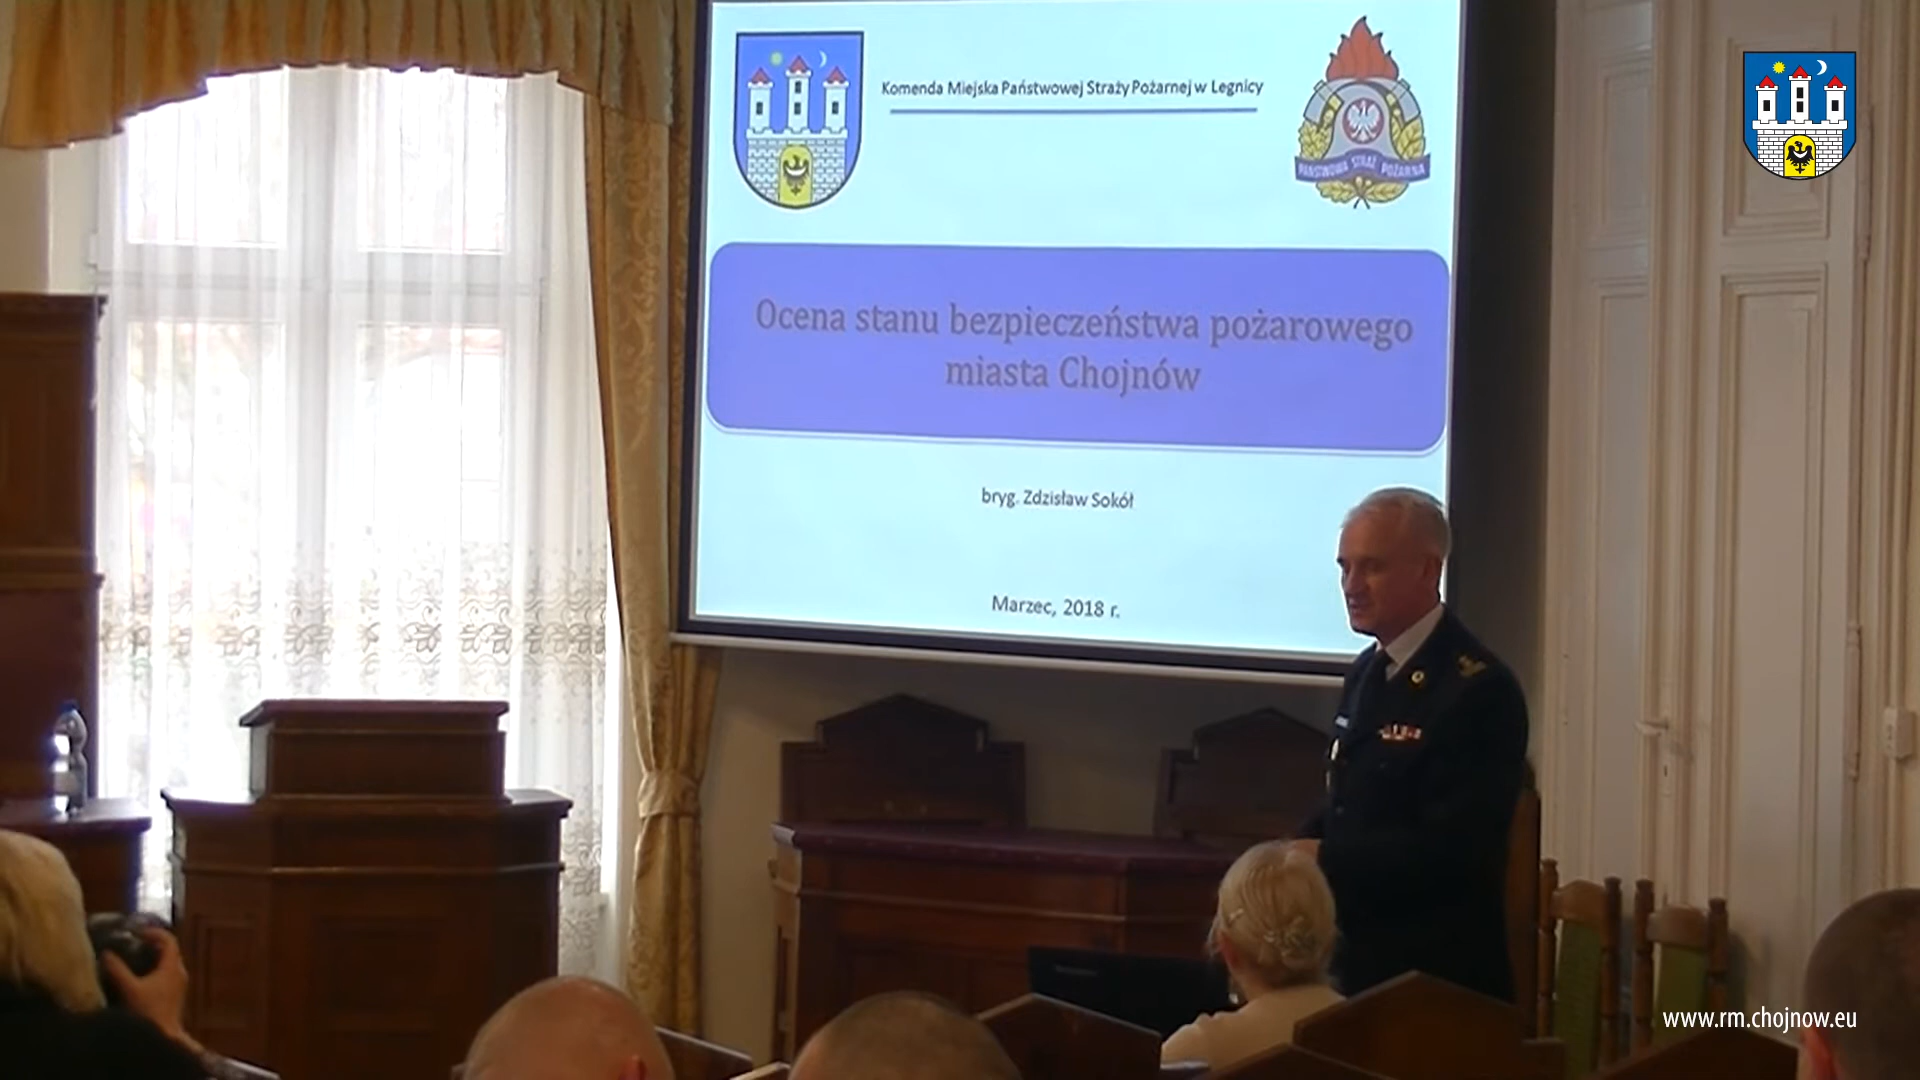 Komenda Miejska Państwowej Straży Pożarnej w Legnicy
PAŃSTWOWA STRAŻ POŻARNA
Ocena stanu bezpieczeństwa pożarowego
miasta Chojnów
bryg. Zdzisław Sokół
Marzec, 2018 r.
www.rm.chojnow.eu